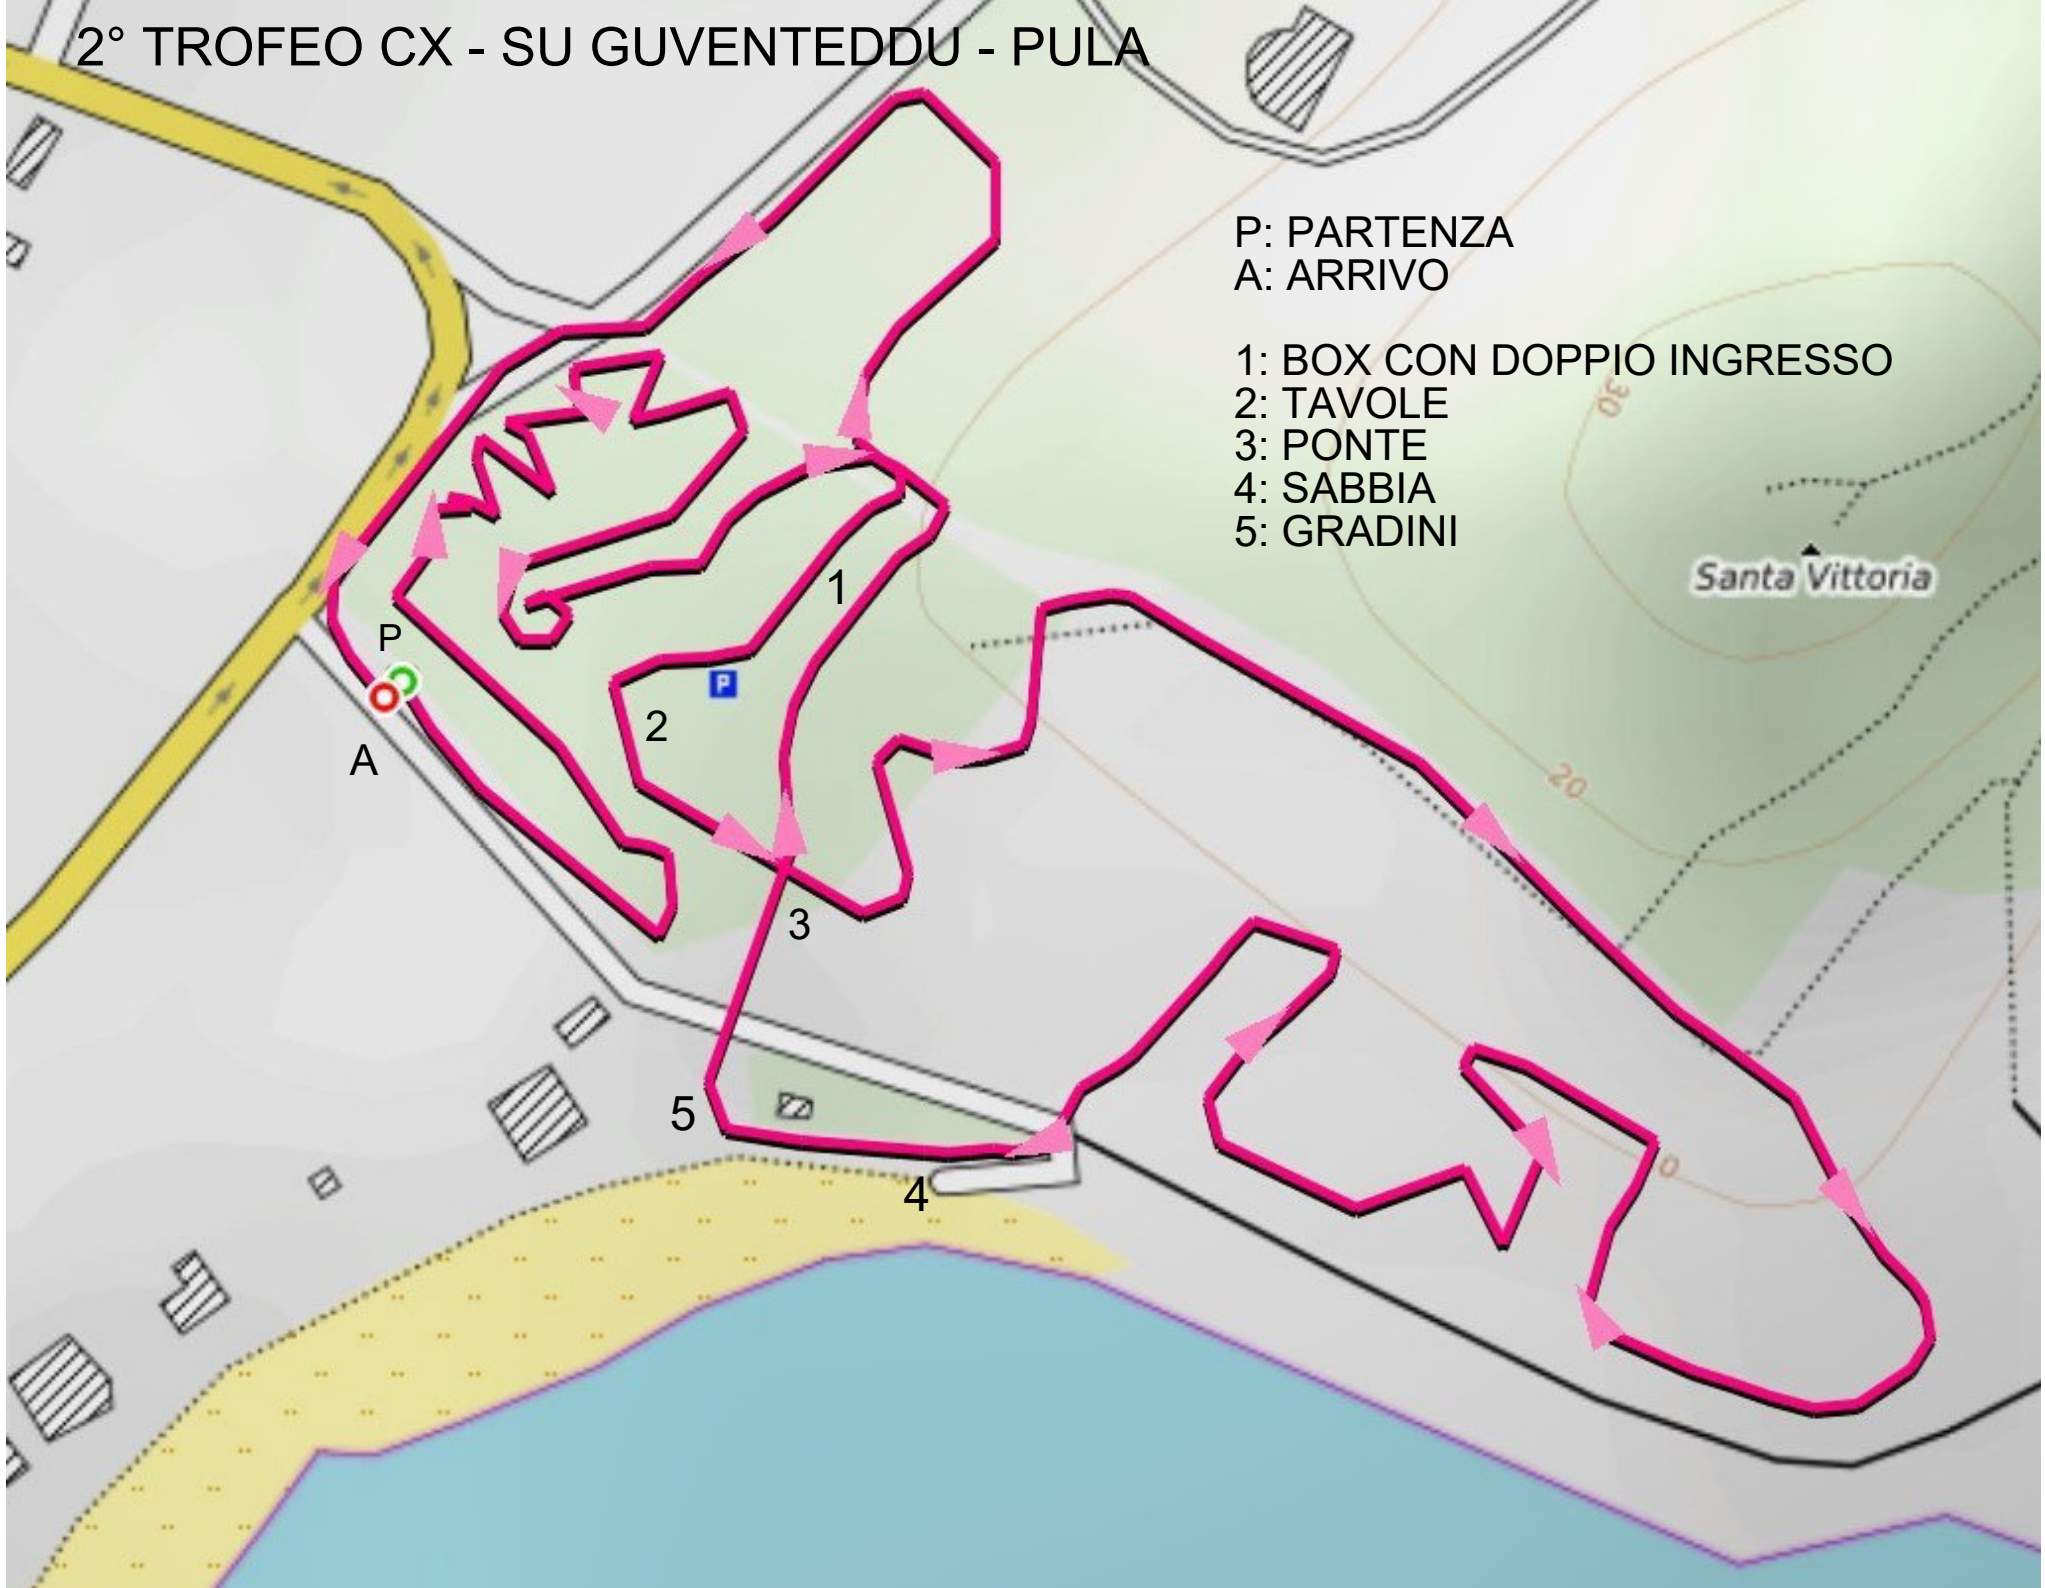 2° TROFEO CX - SU GUVENTEDDU - PULA
P: PARTENZA
A: ARRIVO
1: BOX CON DOPPIO INGRESSO
2: TAVOLE
3: PONTE
4: SABBIA
5: GRADINI
30
Santa Vittoria
1
P
P
2
A
20
3
5
0
4